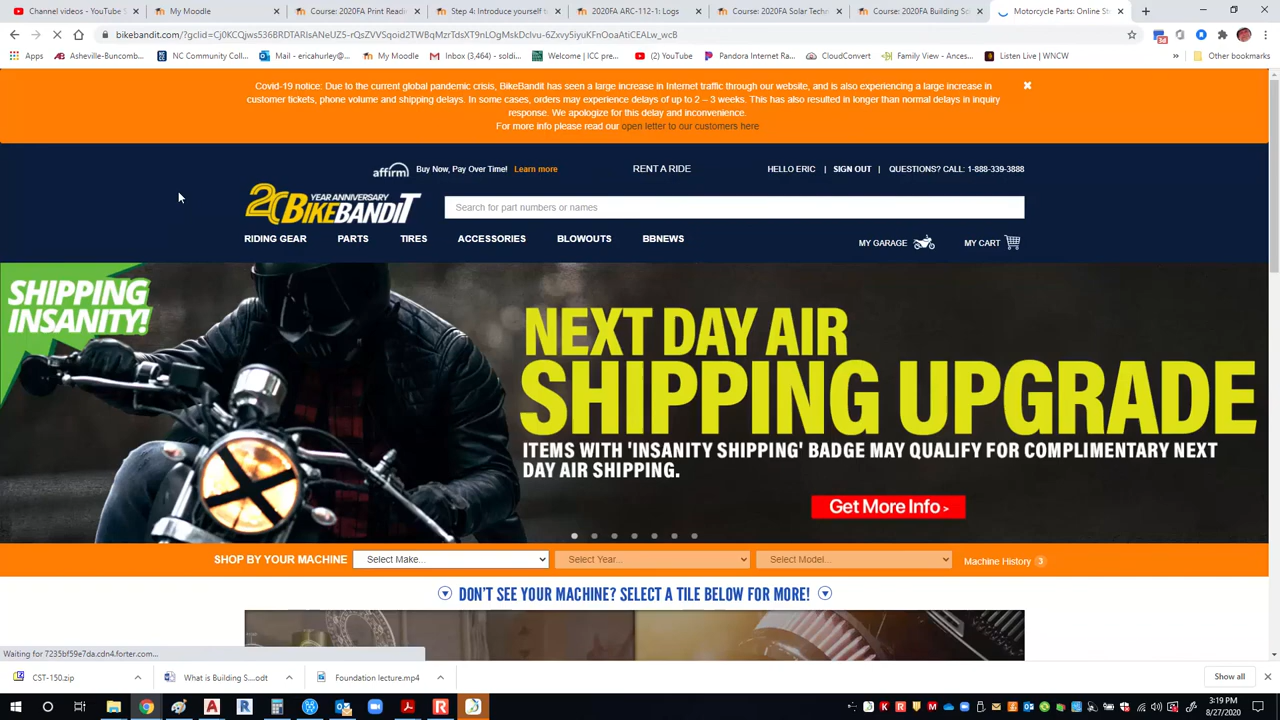 Channel videos - YouTube S
My Moodle
Course: 2020FA Print Readi
Step 4: Introduce yourself t
2020FA ARC-112-1: Logs
Course: 2020FA Solar Techn
Course: 2020FA Building Sc
Motorcycle Parts: Online St
Apps
Asheville-Buncomb...
NC Community Coll...
Mail - ericahurley@...
My Moodle
Inbox (3,464) - soldi...
Welcome | ICC pre...
(2) YouTube
Pandora Internet Ra...
CloudConvert
Family View - Ances...
Listen Live | WNCW
»
Other bookmarks
Covid-19 notice: Due to the current global pandemic crisis, BikeBandit has seen a large increase in Internet traffic through our website, and is also experiencing a large increase in
customer tickets, phone volume and shipping delays. In some cases, orders may experience delays of up to 2 – 3 weeks. This has also resulted in longer than normal delays in inquiry
response. We apologize for this delay and inconvenience.
For more info please read our open letter to our customers here
affirm Buy Now, Pay Over Time! Learn more
RENT A RIDE
HELLO ERIC | SIGN OUT | QUESTIONS? CALL: 1-888-339-3888
20 YEAR ANNIVERSARY
BIKEBANDIT
Search for part numbers or names
RIDING GEAR PARTS TIRES ACCESSORIES BLOWOUTS BBNEWS
MY GARAGE MY CART
SHIPPING
INSANITY!
NEXT DAY AIR
SHIPPING UPGRADE
ITEMS WITH 'INSANITY SHIPPING' BADGE MAY QUALIFY FOR COMPLIMENTARY NEXT
DAY AIR SHIPPING.
Get More Info >
SHOP BY YOUR MACHINE Select Make... Select Year... Select Model... Machine History 3
DON'T SEE YOUR MACHINE? SELECT A TILE BELOW FOR MORE!
Waiting for 7235bf59e7da.cdn4.forter.com...
CST-150.zip
What is Building S....odt
Foundation lecture.mp4
Show all
3:19 PM
8/27/2020